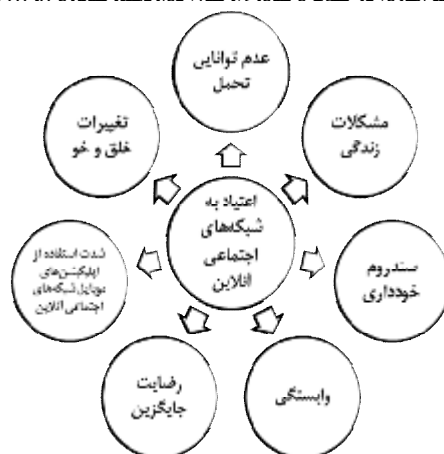 عدم توانایی
تحمل
مشکلات
زندگی
سندروم
خودداری
وابستگی
رضایت
جایگزین
شدت استفاده از
اپلیکشن‌های
موبایل شبکه‌های
اجتماعی آنلاین
تغییرات
خلق و خو
اعتیاد به
شبکه‌های
اجتماعی
آنلاین